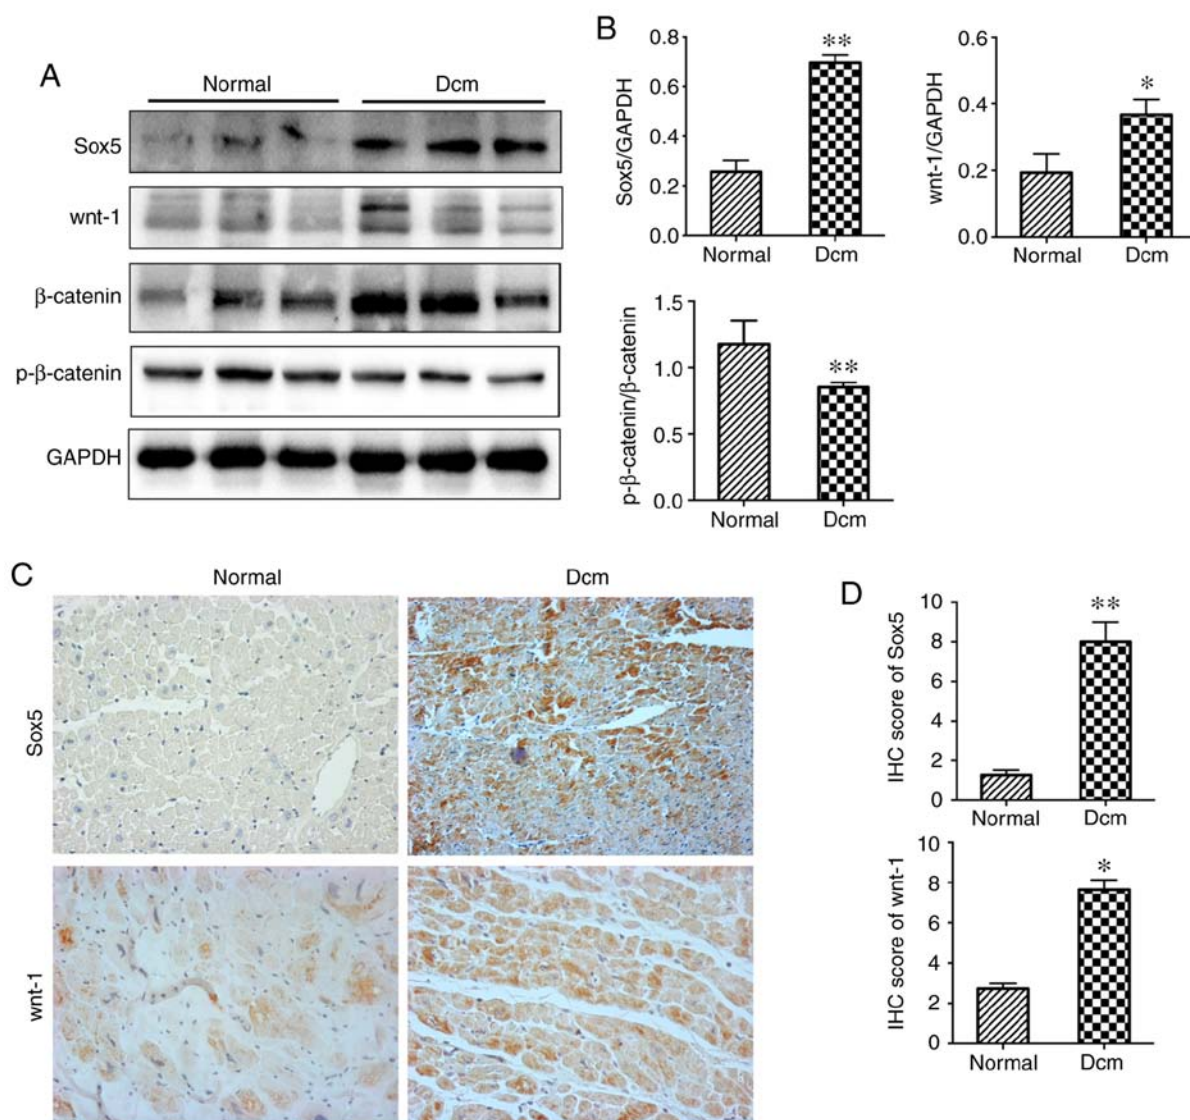 A
Normal Dcm
Sox5
wnt-1
β-catenin
p-β-catenin
GAPDH
B
Sox5/GAPDH
0.8
0.6
0.4
0.2
0.0
**
Normal Dcm
wnt-1/GAPDH
0.6
0.4
0.2
0.0
*
Normal Dcm
p-β-catenin/β-catenin
1.5
1.0
0.5
0.0
**
Normal Dcm
C
Normal Dcm
Sox5
wnt-1
D
IHC score of Sox5
10
8
6
4
2
0
**
Normal Dcm
IHC score of wnt-1
10
8
6
4
2
0
*
Normal Dcm